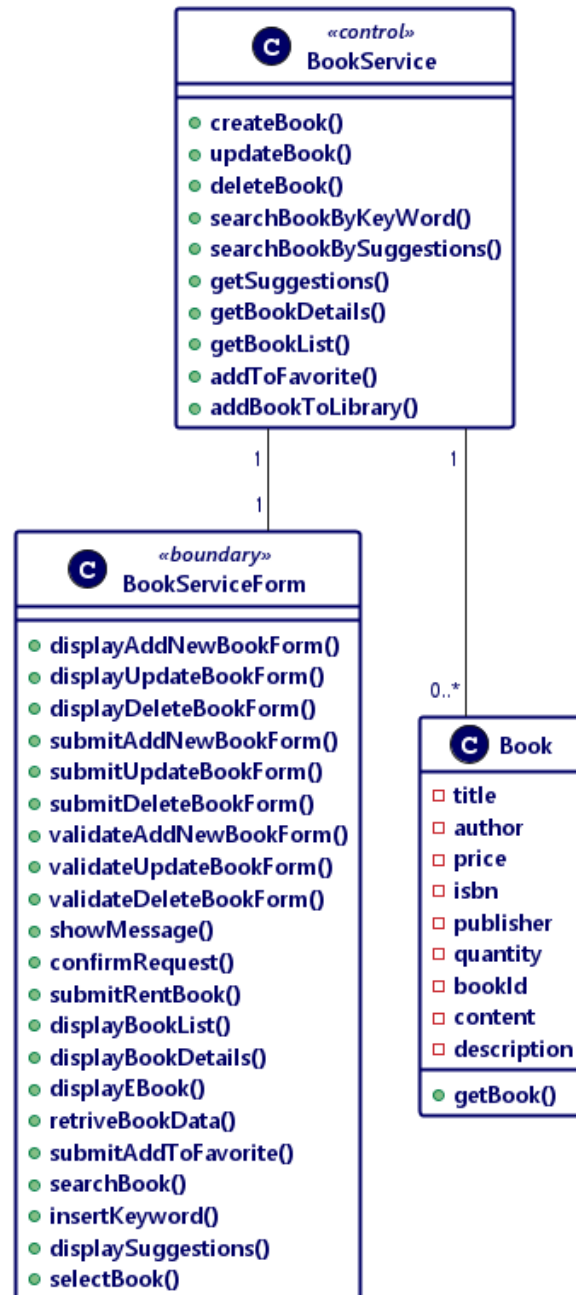 «control»
C BookService
createBook()
updateBook()
deleteBook()
searchBookByKeyWord()
searchBookBySuggestions()
getSuggestions()
getBookDetails()
getBookList()
addToFavorite()
addBookToLibrary()
1
1
1
0..*
«boundary»
C BookServiceForm
displayAddNewBookForm()
displayUpdateBookForm()
displayDeleteBookForm()
submitAddNewBookForm()
submitUpdateBookForm()
submitDeleteBookForm()
validateAddNewBookForm()
validateUpdateBookForm()
validateDeleteBookForm()
showMessage()
confirmRequest()
submitRentBook()
displayBookList()
displayBookDetails()
displayEBook()
retriveBookData()
submitAddToFavorite()
searchBook()
insertKeyword()
displaySuggestions()
selectBook()
C Book
title
author
price
isbn
publisher
quantity
bookId
content
description
getBook()